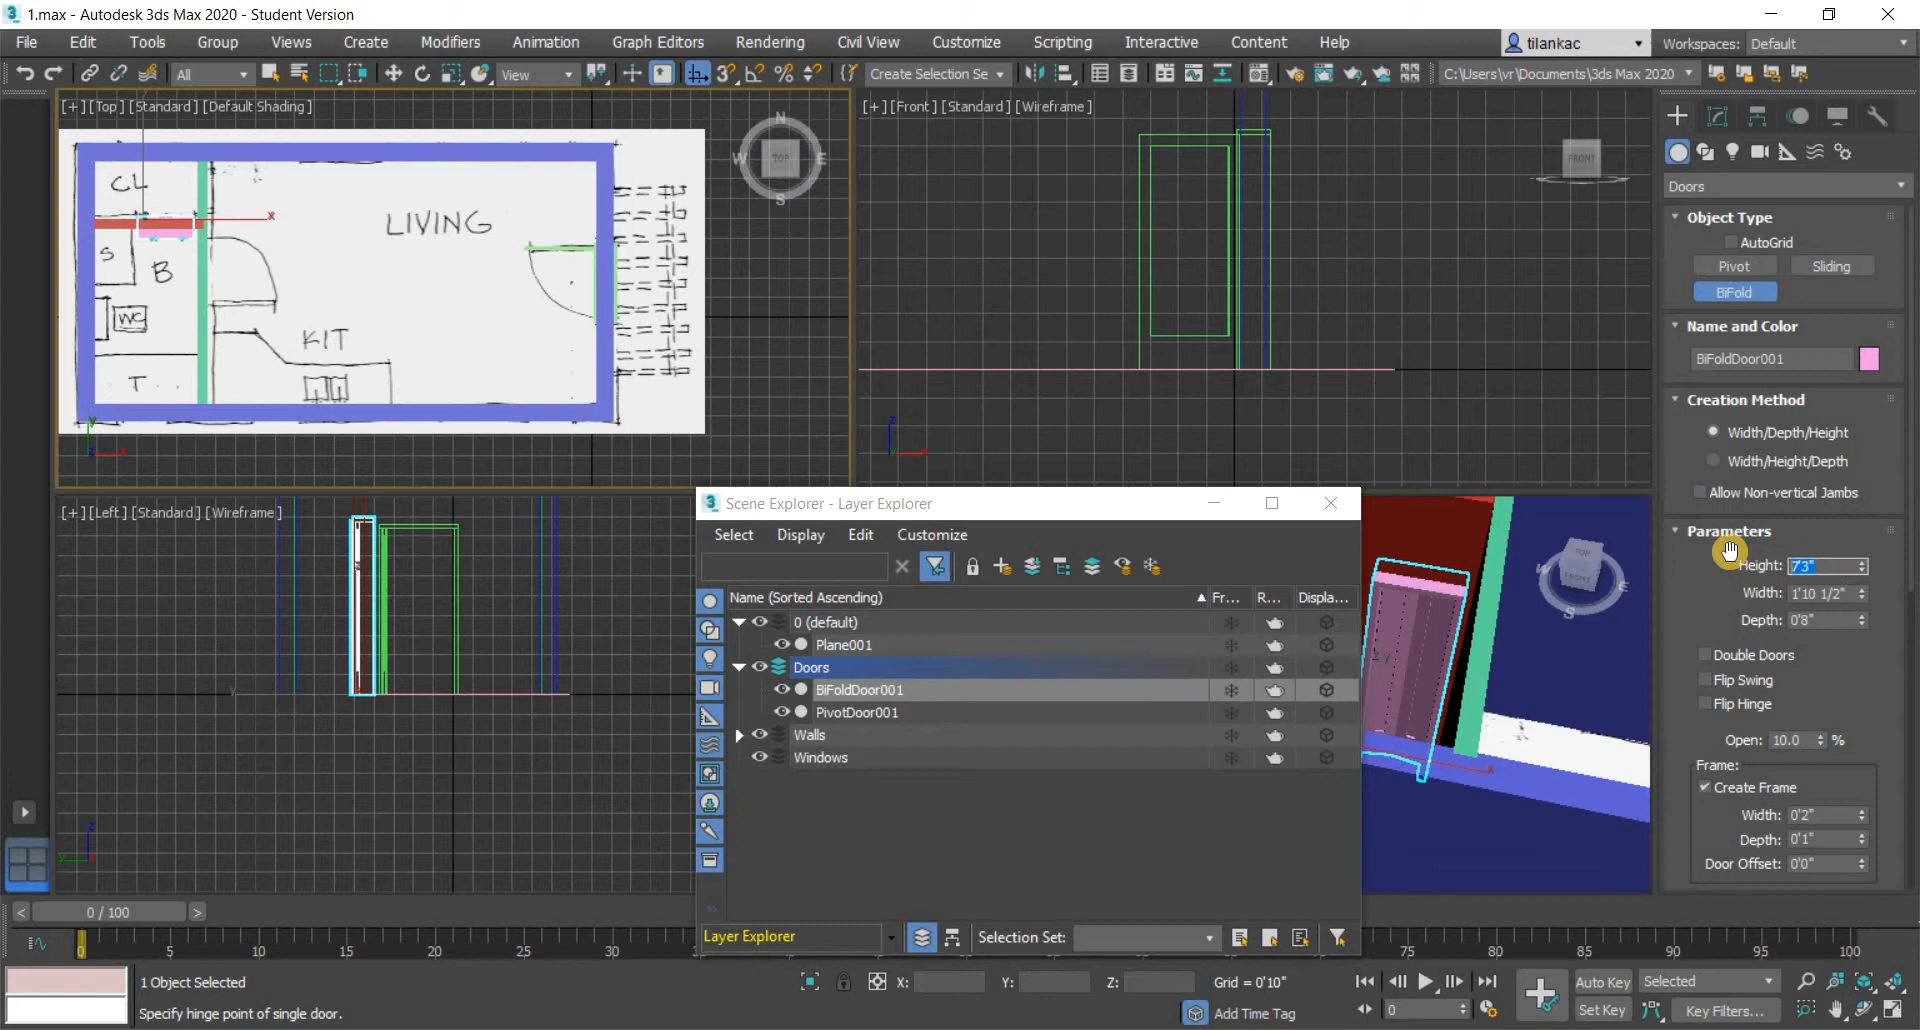 1.max - Autodesk 3ds Max 2020 - Student Version
File Edit Tools Group Views Create Modifiers Animation Graph Editors Rendering Civil View Customize Scripting Interactive Content Help tilankac Workspaces: Default
All View Create Selection Se C:\Users\vr\Documents\3ds Max 2020
[+] [Top] [Standard] [Default Shading]
[+] [Front] [Standard] [Wireframe]
CL
LIVING
S
B
WC
KIT
T
N
W TOP E
S
x
FRONT
[+] [Left] [Standard] [Wireframe]
Scene Explorer - Layer Explorer
Select Display Edit Customize
Name (Sorted Ascending) Fr... R... Displa...
0 (default)
Plane001
Doors
BiFoldDoor001
PivotDoor001
Walls
Windows
Layer Explorer Selection Set:
TOP
FRONT
W E
S
Doors
Object Type
AutoGrid
Pivot Sliding
BiFold
Name and Color
BiFoldDoor001
Creation Method
Width/Depth/Height
Width/Height/Depth
Allow Non-vertical Jambs
Parameters
Height: 7'3"
Width: 1'10 1/2"
Depth: 0'8"
Double Doors
Flip Swing
Flip Hinge
Open: 10.0 %
Frame:
Create Frame
Width: 0'2"
Depth: 0'1"
Door Offset: 0'0"
< 0 / 100 >
0 5 10 15 20 25 30 75 80 85 90 95 100
1 Object Selected X: Y: Z: Grid = 0'10" Auto Key Selected
Specify hinge point of single door. Add Time Tag 0 Set Key Key Filters...